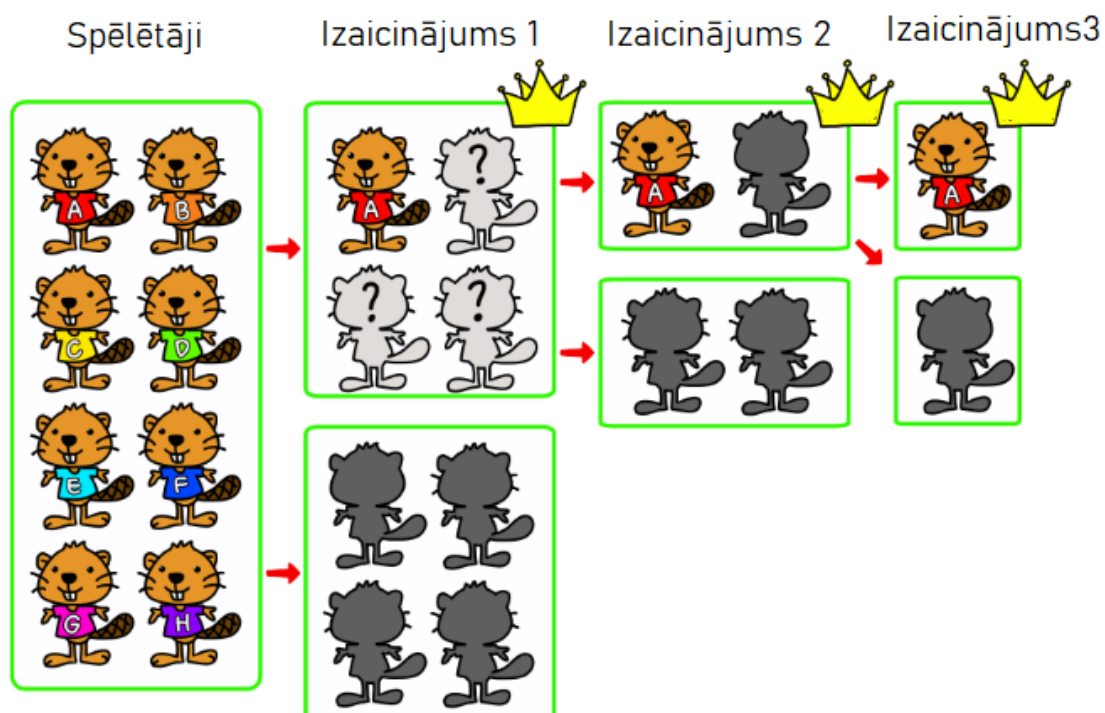 Spēlētāji
Izaicinājums 1
Izaicinājums 2
Izaicinājums3
A
B
C
D
E
F
G
H
A
?
?
?
A
A